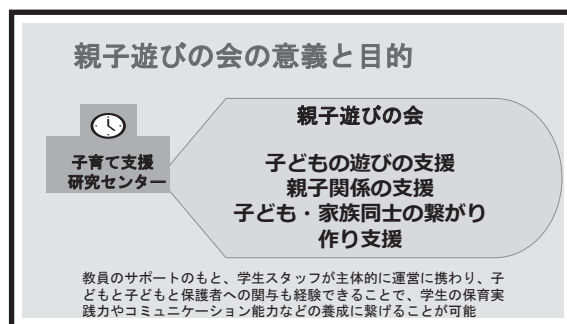 親子遊びの会の意義と目的
子育て支援
研究センター
親子遊びの会
子どもの遊びの支援
親子関係の支援
子ども・家族同士の繋がり
作り支援
教員のサポートのもと、学生スタッフが主体的に運営に携わり、子
どもと子どもと保護者への関与も経験できることで、学生の保育実
践力やコミュニケーション能力などの養成に繋げることが可能